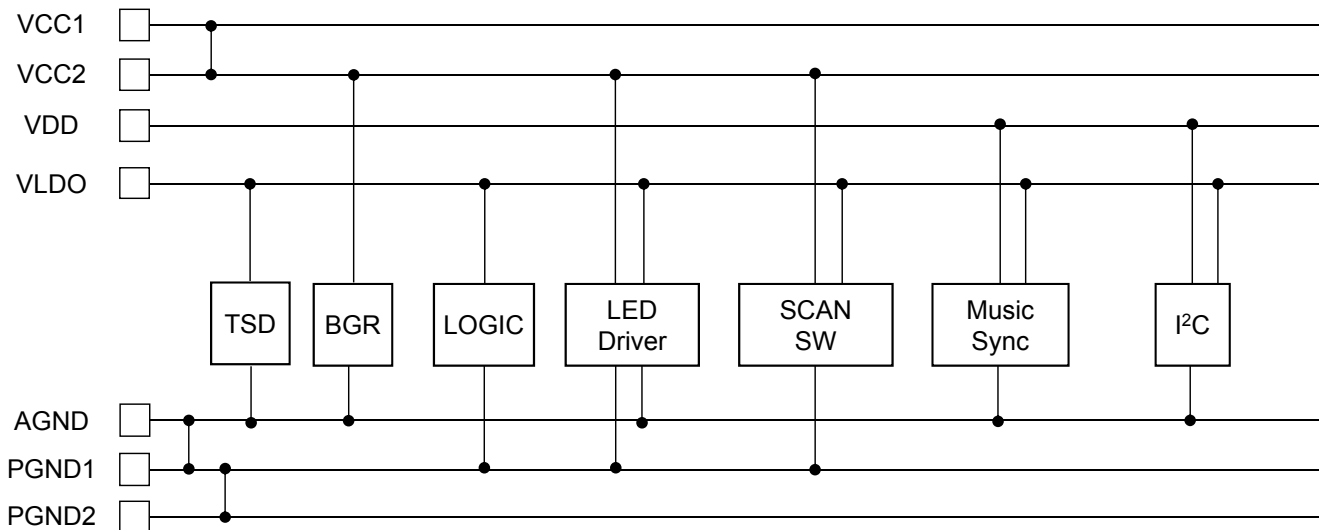 VCC1
VCC2
VDD
VLDO
TSD
BGR
LOGIC
LED
Driver
SCAN
SW
Music
Sync
I²C
AGND
PGND1
PGND2